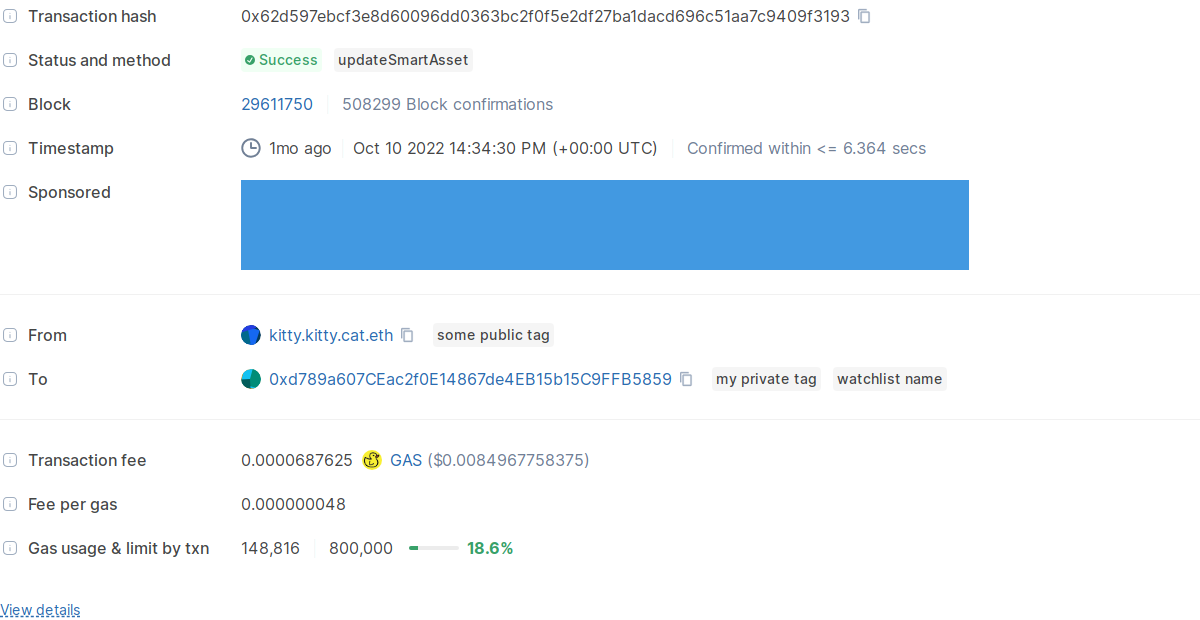 Transaction hash 0x62d597ebcf3e8d60096dd0363bc2f0f5e2df27ba1dacd696c51aa7c9409f3193
Status and method Success updateSmartAsset
Block 29611750 508299 Block confirmations
Timestamp 1mo ago Oct 10 2022 14:34:30 PM (+00:00 UTC) Confirmed within <= 6.364 secs
Sponsored
From kitty.kitty.cat.eth some public tag
To 0xd789a607CEac2f0E14867de4EB15b15C9FFB5859 my private tag watchlist name
Transaction fee 0.0000687625 GAS ($0.0084967758375)
Fee per gas 0.000000048
Gas usage & limit by txn 148,816 800,000 18.6%
View details